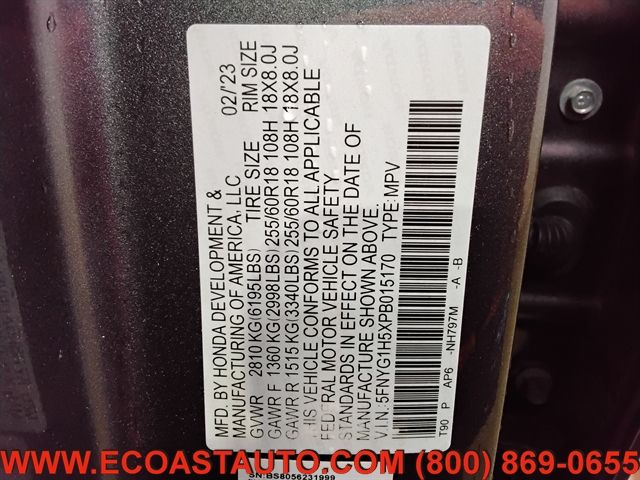 MFD. BY HONDA DEVELOPMENT & 02/'23
MANUFACTURING OF AMERICA, LLC
GVWR 2810 KG(6195LBS) TIRE SIZE RIM SIZE
GAWR F 1360 KG(2998LBS)255/60R18 108H 18X8.0J
GAWR R 1515 KG(3340LBS)255/60R18 108H 18X8.0J
THIS VEHICLE CONFORMS TO ALL APPLICABLE
FEDERAL MOTOR VEHICLE SAFETY
STANDARDS IN EFFECT ON THE DATE OF
MANUFACTURE SHOWN ABOVE.
V.I.N.:5FNYG1H5XPB015170 TYPE: MPV
T90 P AP6 -NH797M -A -B
WWW.ECOASTAUTO.COM (800) 869-0655
SN:BS8056231999